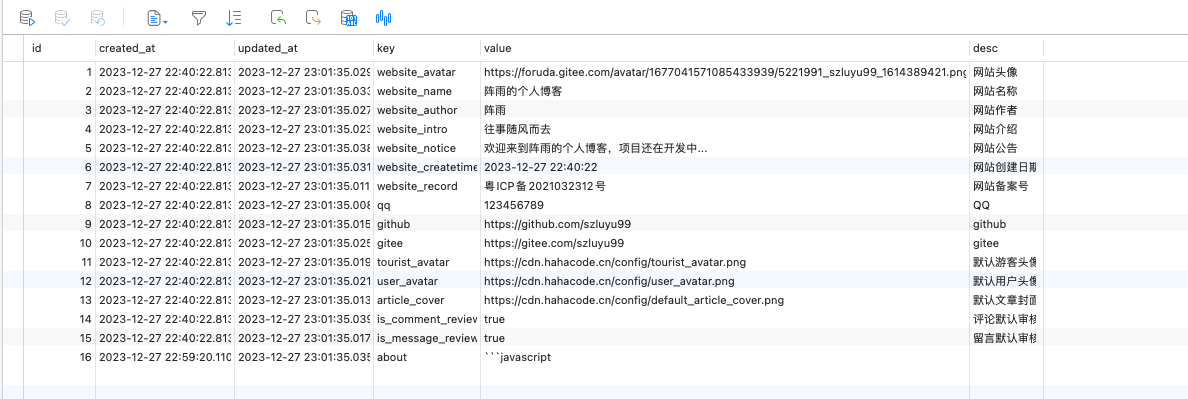 id created_at updated_at key value desc
1 2023-12-27 22:40:22.813 2023-12-27 23:01:35.029 website_avatar https://foruda.gitee.com/avatar/1677041571085433939/5221991_szluyu99_1614389421.png 网站头像
2 2023-12-27 22:40:22.813 2023-12-27 23:01:35.033 website_name 阵雨的个人博客 网站名称
3 2023-12-27 22:40:22.813 2023-12-27 23:01:35.027 website_author 阵雨 网站作者
4 2023-12-27 22:40:22.813 2023-12-27 23:01:35.023 website_intro 往事随风而去 网站介绍
5 2023-12-27 22:40:22.813 2023-12-27 23:01:35.038 website_notice 欢迎来到阵雨的个人博客，项目还在开发中... 网站公告
6 2023-12-27 22:40:22.813 2023-12-27 23:01:35.031 website_createtime 2023-12-27 22:40:22 网站创建日期
7 2023-12-27 22:40:22.813 2023-12-27 23:01:35.011 website_record 粤ICP备2021032312号 网站备案号
8 2023-12-27 22:40:22.813 2023-12-27 23:01:35.008 qq 123456789 QQ
9 2023-12-27 22:40:22.813 2023-12-27 23:01:35.015 github https://github.com/szluyu99 github
10 2023-12-27 22:40:22.813 2023-12-27 23:01:35.025 gitee https://gitee.com/szluyu99 gitee
11 2023-12-27 22:40:22.813 2023-12-27 23:01:35.019 tourist_avatar https://cdn.hahacode.cn/config/tourist_avatar.png 默认游客头像
12 2023-12-27 22:40:22.813 2023-12-27 23:01:35.021 user_avatar https://cdn.hahacode.cn/config/user_avatar.png 默认用户头像
13 2023-12-27 22:40:22.813 2023-12-27 23:01:35.013 article_cover https://cdn.hahacode.cn/config/default_article_cover.png 默认文章封面
14 2023-12-27 22:40:22.813 2023-12-27 23:01:35.039 is_comment_review true 评论默认审核
15 2023-12-27 22:40:22.813 2023-12-27 23:01:35.017 is_message_review true 留言默认审核
16 2023-12-27 22:59:20.110 2023-12-27 23:01:35.035 about ```javascript